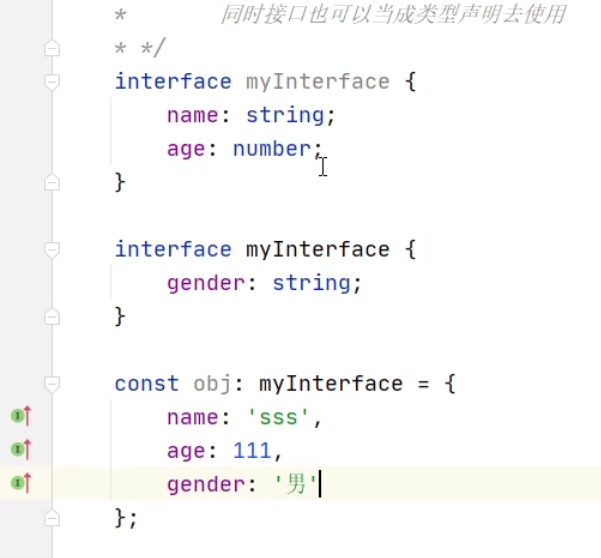 *       同时接口也可以当成类型声明去使用
* */
interface myInterface {
    name: string;
    age: number;
}

interface myInterface {
    gender: string;
}

const obj: myInterface = {
    name: 'sss',
    age: 111,
    gender: '男'
};